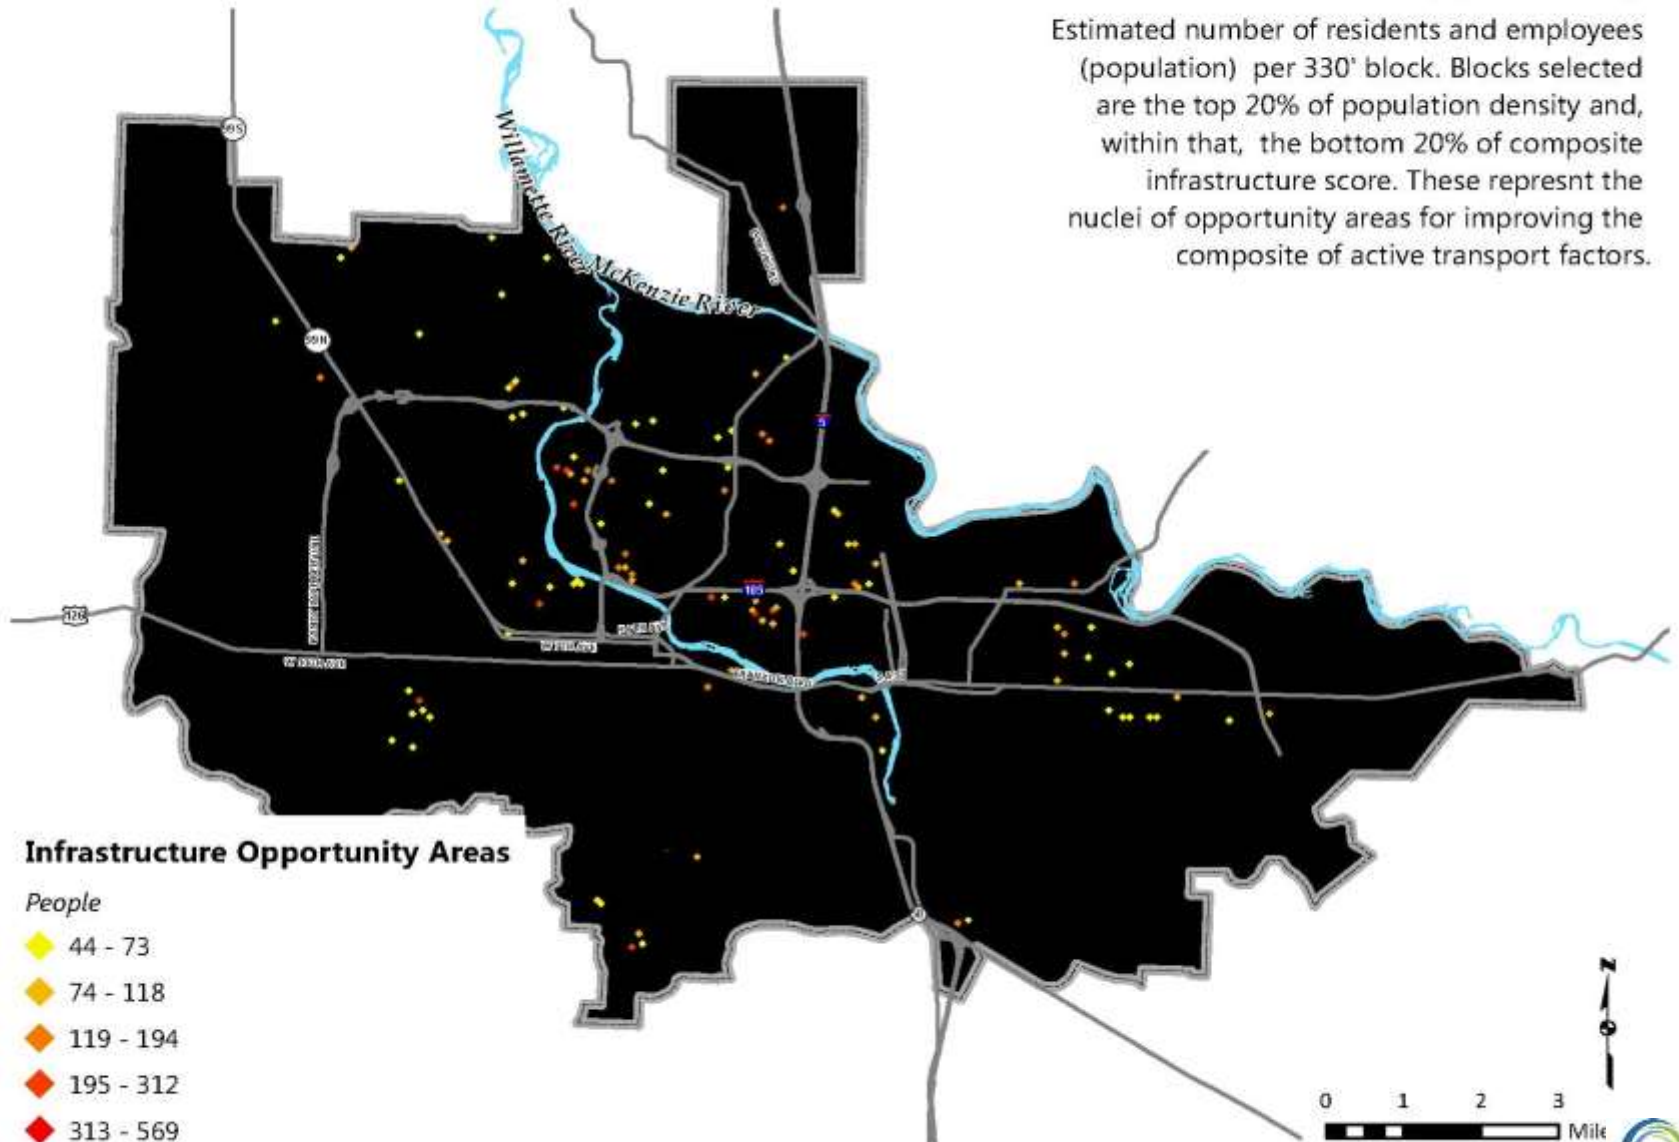 Estimated number of residents and employees
(population) per 330' block. Blocks selected
are the top 20% of population density and,
within that, the bottom 20% of composite
infrastructure score. These represnt the
nuclei of opportunity areas for improving the
composite of active transport factors.
99S
Willamette River
McKenzie River
99N
5
105
126
Infrastructure Opportunity Areas
People
44 - 73
74 - 118
119 - 194
195 - 312
313 - 569
N
0 1 2 3